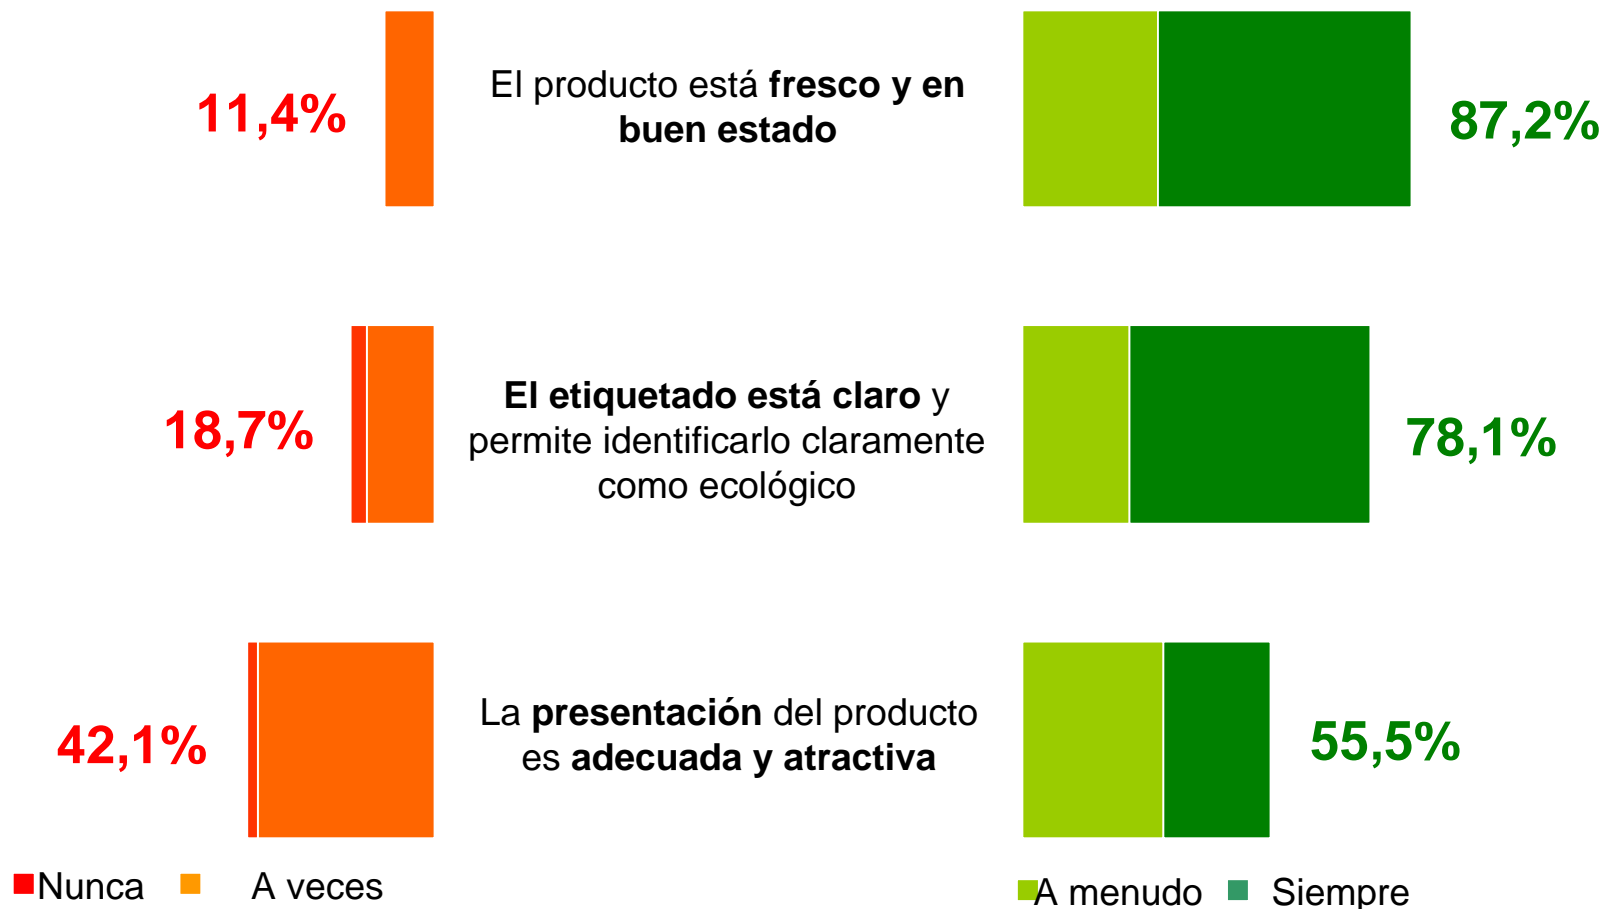 11,4%
El producto está fresco y en
buen estado
87,2%
18,7%
El etiquetado está claro y
permite identificarlo claramente
como ecológico
78,1%
42,1%
La presentación del producto
es adecuada y atractiva
55,5%
Nunca A veces
A menudo Siempre